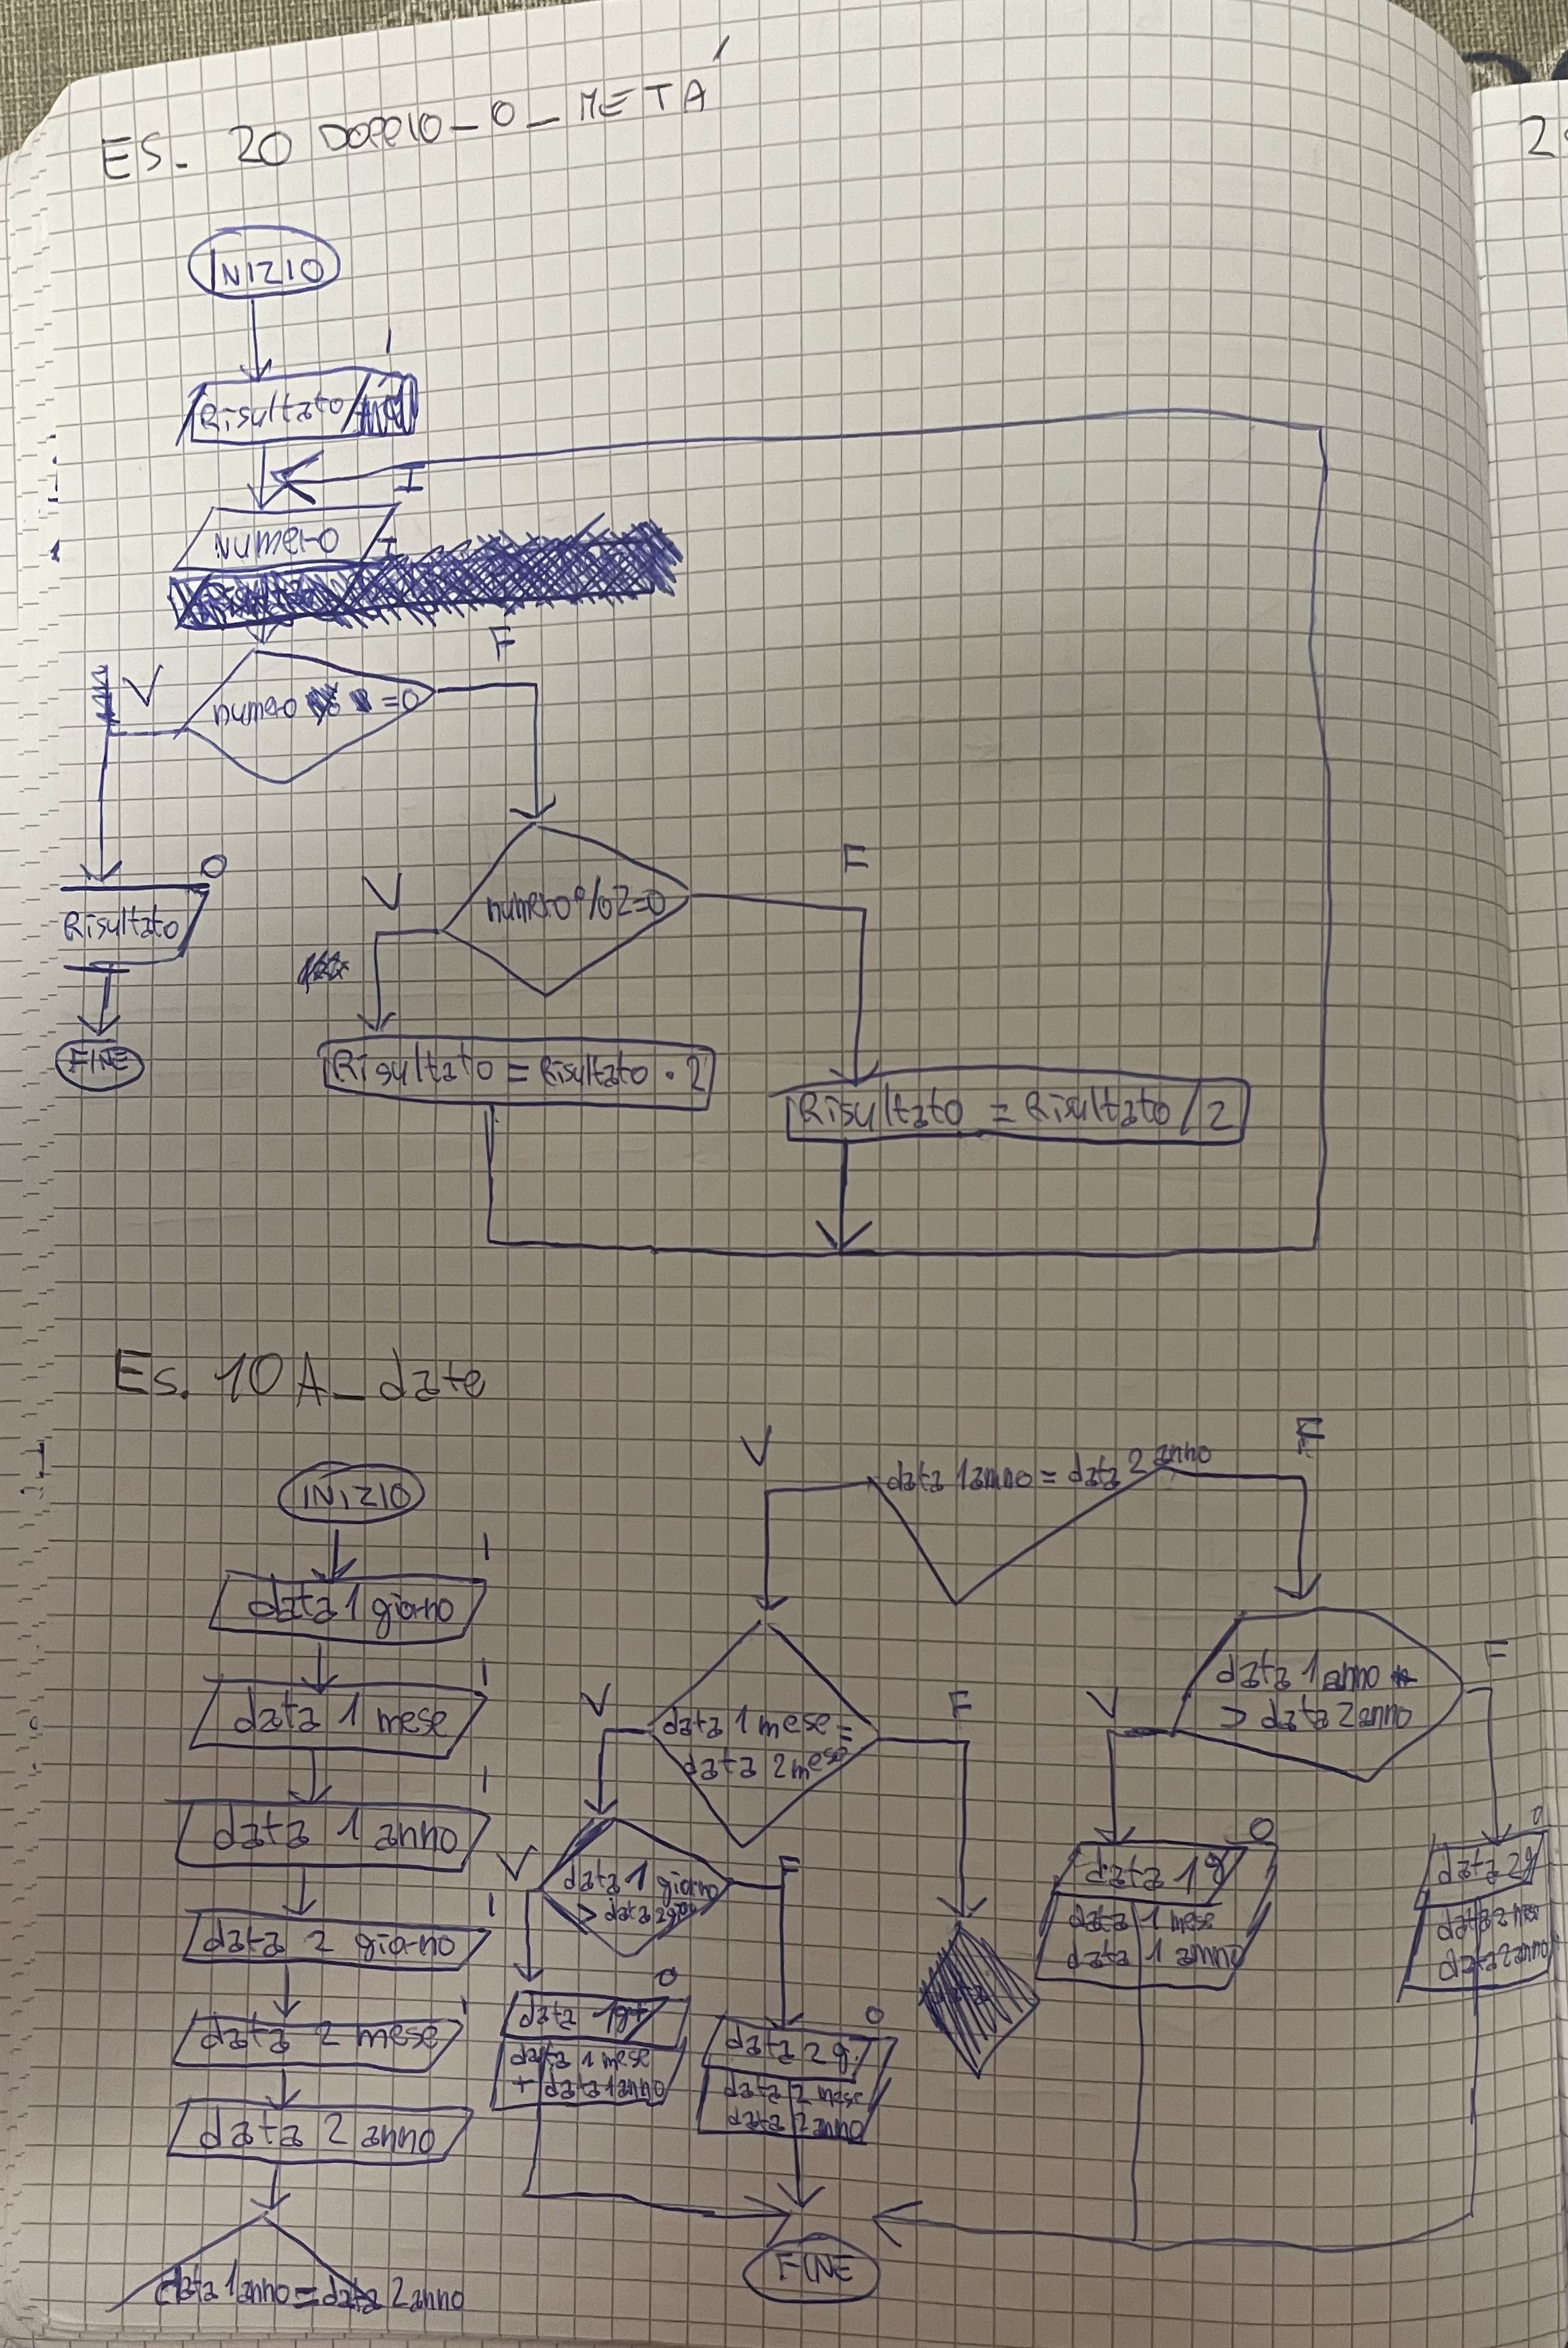 ES. 20 DOPPIO_O_METÁ
INIZIO
I
Risultato
I
numero
I
V
F
numero =0
O
Risultato
FINE
V
F
numero%2=0
Risultato = Risultato · 2
Risultato = Risultato / 2
Es. 10 A_date
INIZIO
I
data 1 giorno
I
data 1 mese
I
data 1 anno
I
data 2 giorno
I
data 2 mese
data 2 anno
data 1 anno = data 2 anno
V
data 1 anno = data 2 anno
F
V
data 1 mese =
data 2 mese
F
V
data 1 giorno
> data 2
F
O
data 1 g+
data 1 mese
+ data 1 anno
O
data 2 g.
data 2 mese
data 2 anno
V
data 1 anno
> data 2 anno
F
O
data 1 g
data 1 mese
data 1 anno
O
data 2 g
data 2 mese
data 2 anno
FINE
2